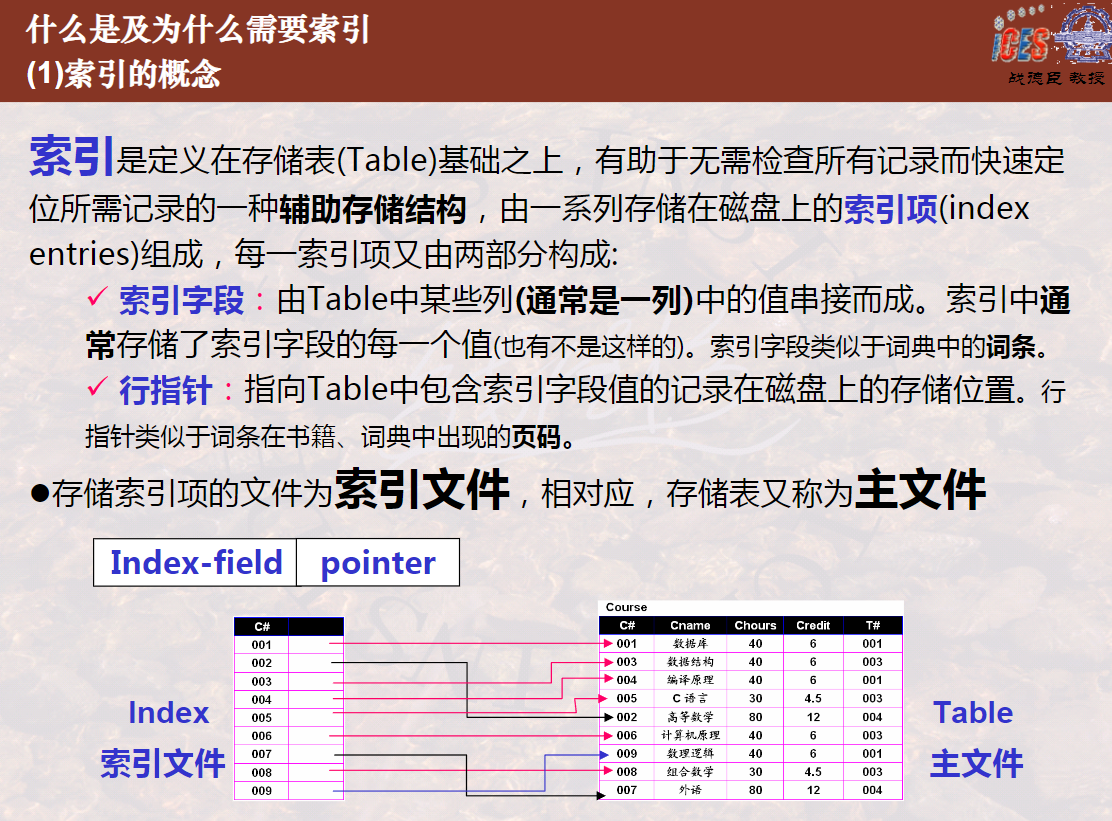 什么是及为什么需要索引
(1)索引的概念
iCES
战德臣 教授
索引是定义在存储表(Table)基础之上，有助于无需检查所有记录而快速定
位所需记录的一种辅助存储结构，由一系列存储在磁盘上的索引项(index
entries)组成，每一索引项又由两部分构成:
✓ 索引字段：由Table中某些列(通常是一列)中的值串接而成。索引中通
常存储了索引字段的每一个值(也有不是这样的)。索引字段类似于词典中的词条。
✓ 行指针：指向Table中包含索引字段值的记录在磁盘上的存储位置。行
指针类似于词条在书籍、词典中出现的页码。
●存储索引项的文件为索引文件，相对应，存储表又称为主文件
Index-field pointer
C#
001
002
003
004
005
006
007
008
009
Index
索引文件
Course
C# Cname Chours Credit T#
001 数据库 40 6 001
003 数据结构 40 6 003
004 编译原理 40 6 001
005 C 语言 30 4.5 003
002 高等数学 80 12 004
006 计算机原理 40 6 003
009 数理逻辑 40 6 001
008 组合数学 30 4.5 003
007 外语 80 12 004
Table
主文件